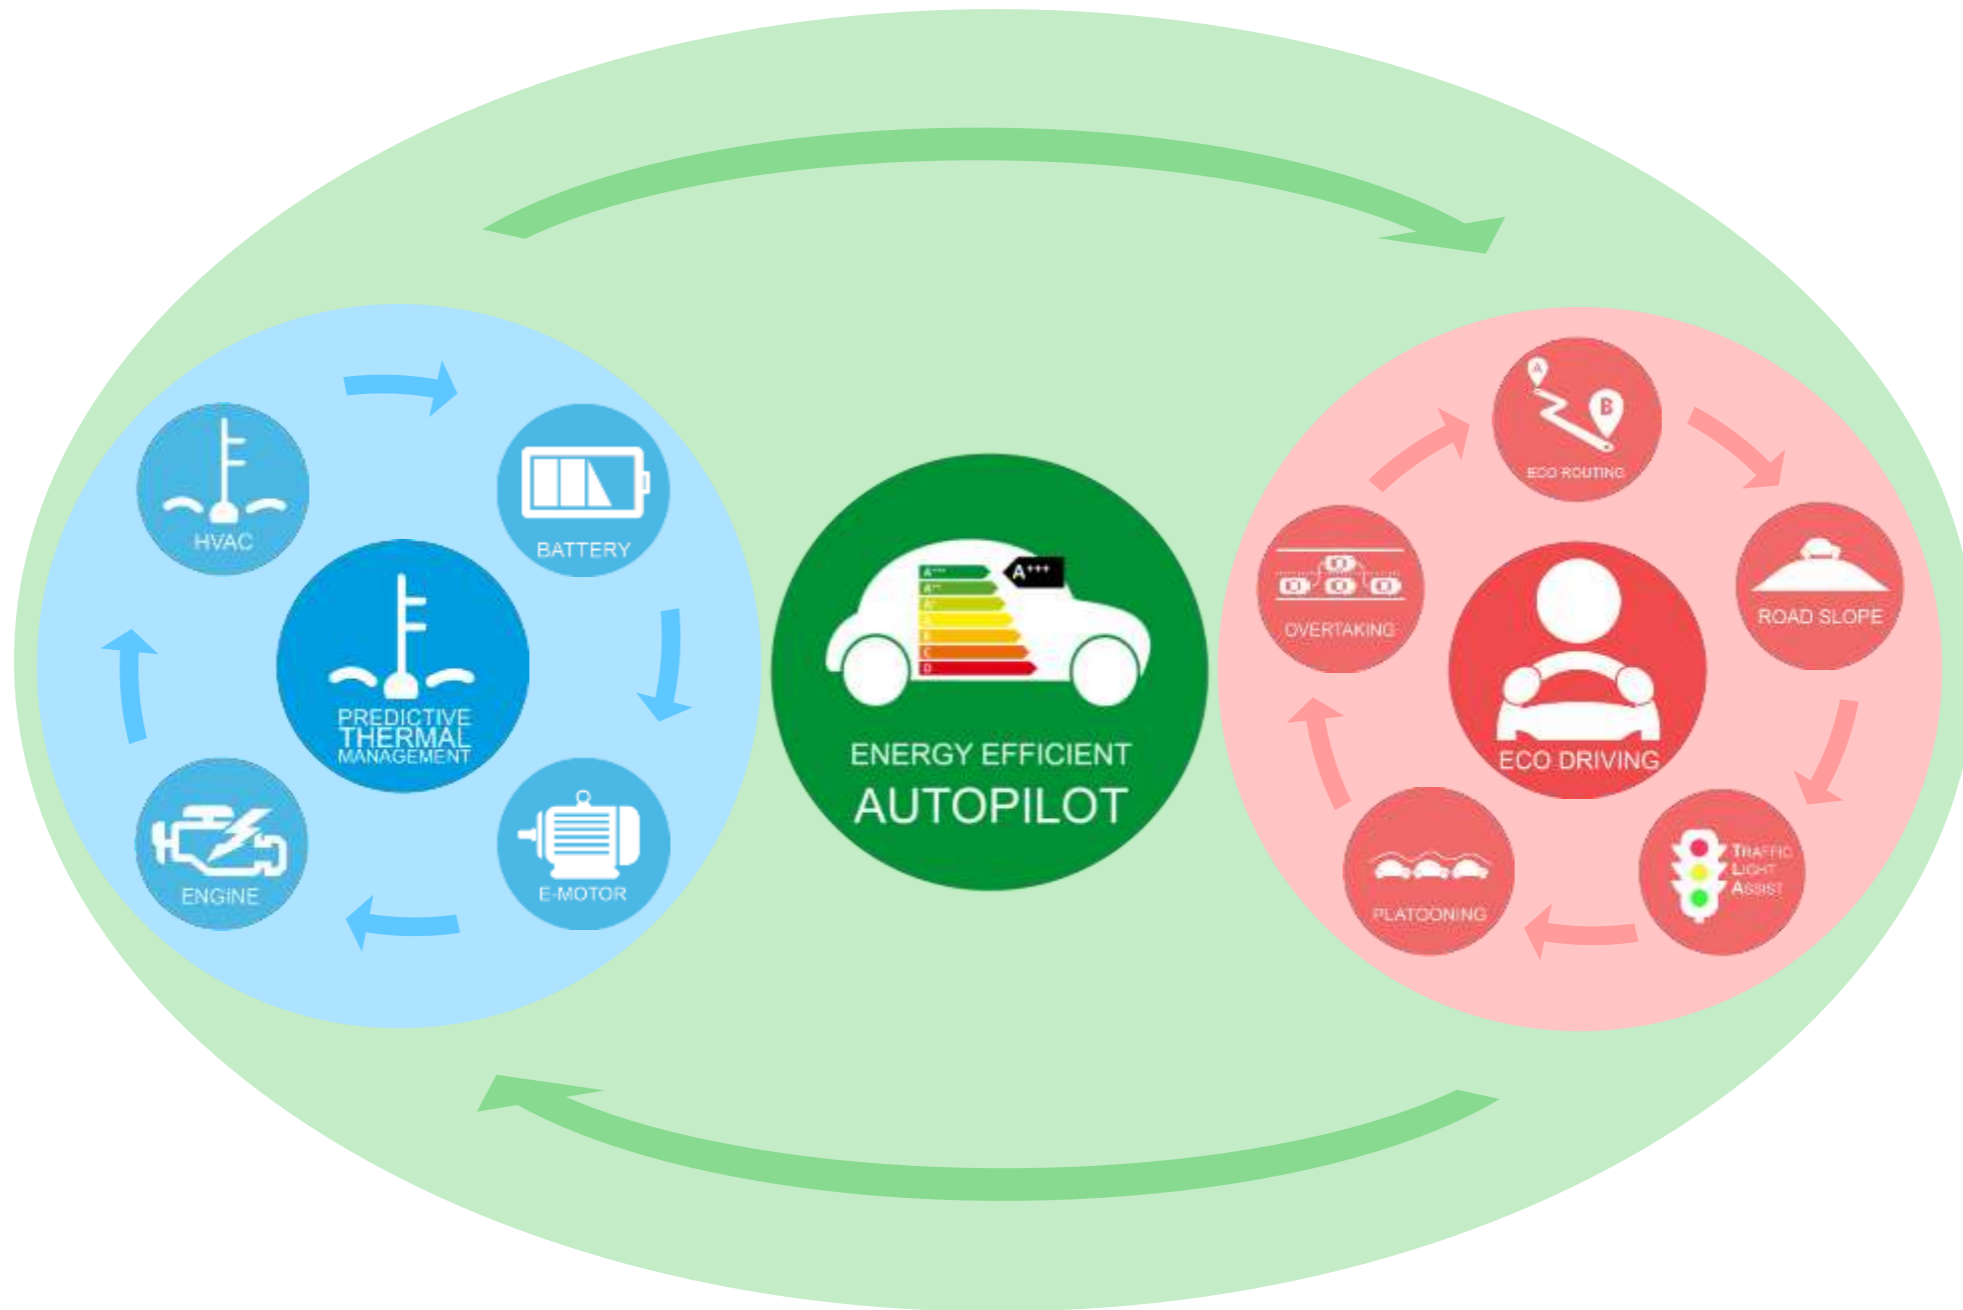 HVAC
BATTERY
PREDICTIVE
THERMAL
MANAGEMENT
ENGINE
E-MOTOR
A+++
A++
A+
B
C
D
A+++
ENERGY EFFICIENT
AUTOPILOT
A
B
ECO ROUTING
OVERTAKING
ROAD SLOPE
ECO DRIVING
PLATOONING
TRAFFIC
LIGHT
ASSIST